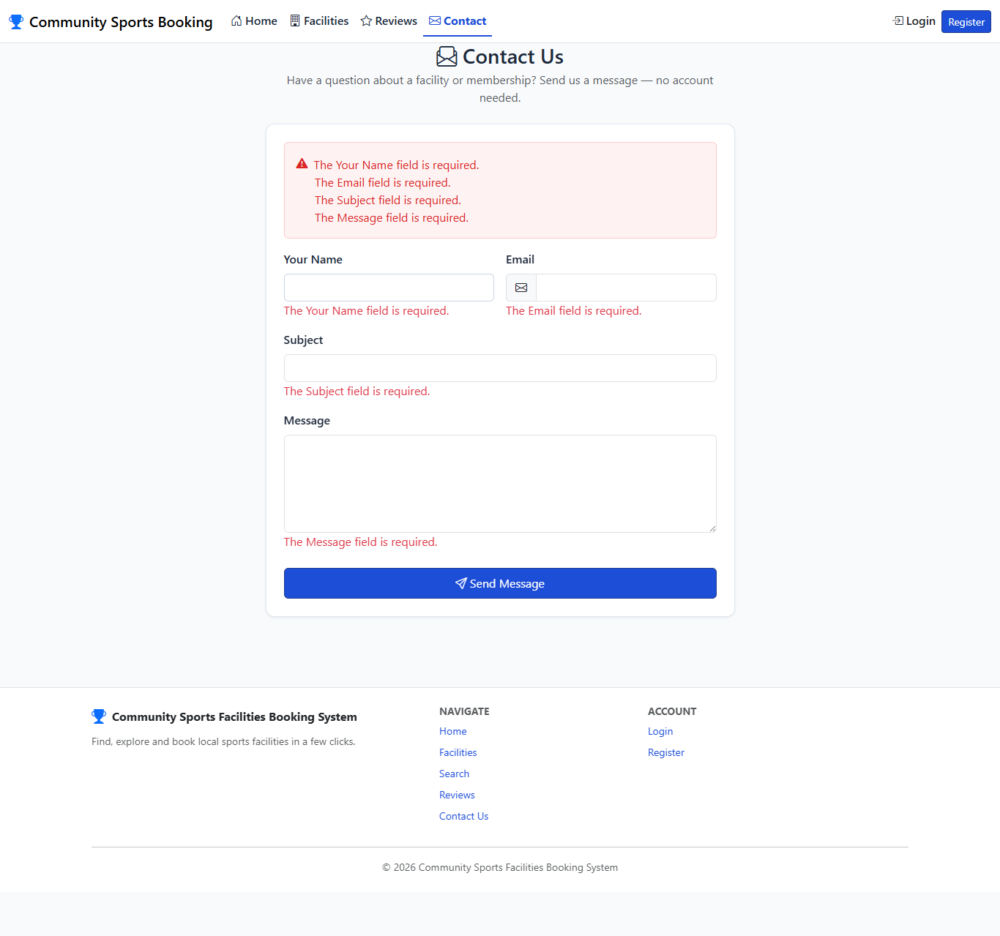 Community Sports Booking
Home
Facilities
Reviews
Contact
Login
Register
Contact Us
Have a question about a facility or membership? Send us a message — no account
needed.
The Your Name field is required.
The Email field is required.
The Subject field is required.
The Message field is required.
Your Name
Email
The Your Name field is required.
The Email field is required.
Subject
The Subject field is required.
Message
The Message field is required.
Send Message
Community Sports Facilities Booking System
Find, explore and book local sports facilities in a few clicks.
NAVIGATE
Home
Facilities
Search
Reviews
Contact Us
ACCOUNT
Login
Register
© 2026 Community Sports Facilities Booking System